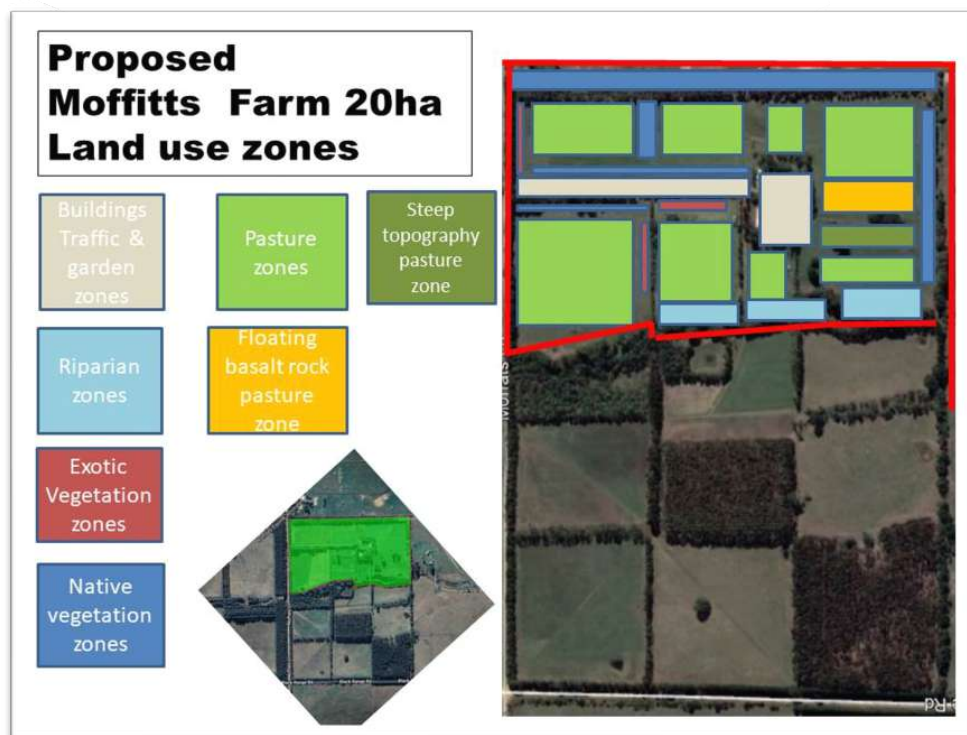 Proposed
Moffitts Farm 20ha
Land use zones
Buildings
Traffic &
garden
zones
Pasture
zones
Steep
topography
pasture
zone
Riparian
zones
Floating
basalt rock
pasture
zone
Exotic
Vegetation
zones
Native
vegetation
zones